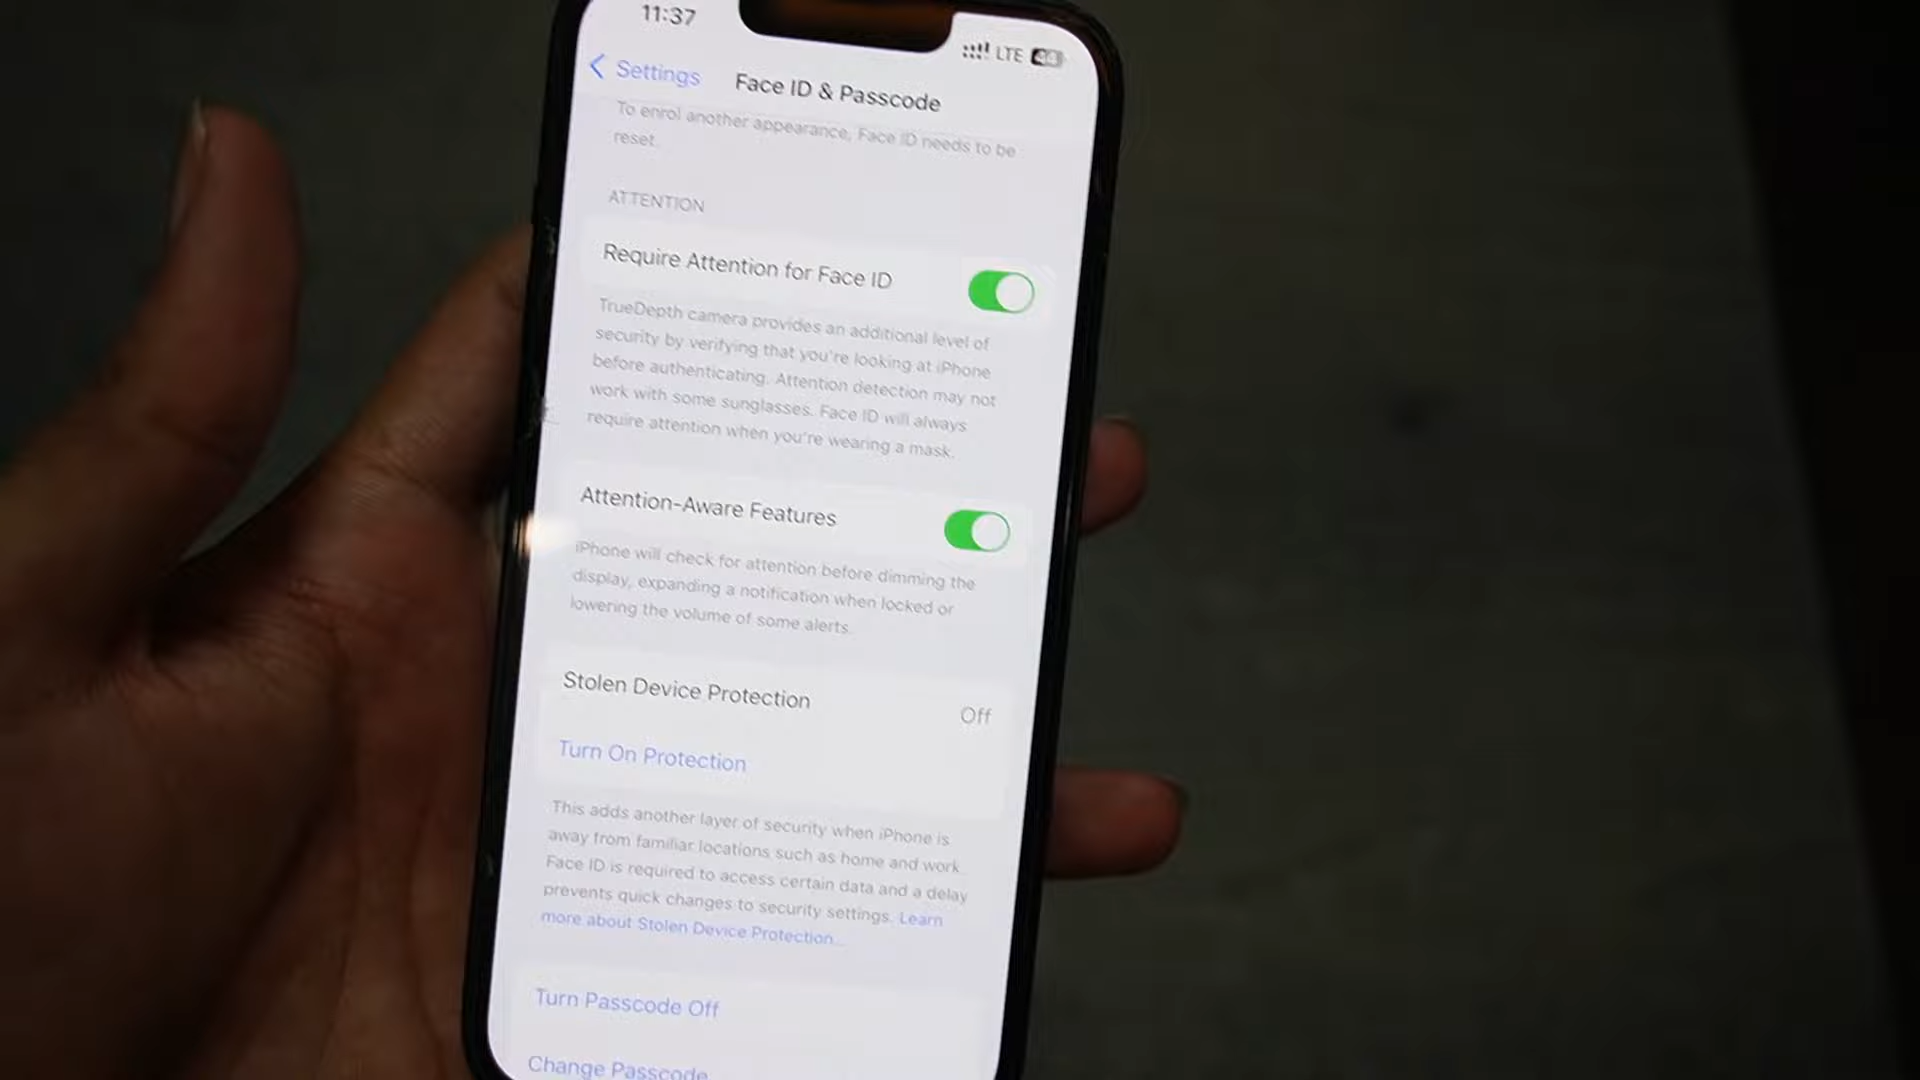 11:37
LTE
Settings
Face ID & Passcode
To enrol another appearance, Face ID needs to be
reset.
ATTENTION
Require Attention for Face ID
TrueDepth camera provides an additional level of
security by verifying that you're looking at iPhone
before authenticating. Attention detection may not
work with some sunglasses. Face ID will always
require attention when you're wearing a mask.
Attention-Aware Features
iPhone will check for attention before dimming the
display, expanding a notification when locked or
lowering the volume of some alerts.
Stolen Device Protection
Off
Turn On Protection
This adds another layer of security when iPhone is
away from familiar locations such as home and work.
Face ID is required to access certain data and a delay
prevents quick changes to security settings. Learn
more about Stolen Device Protection...
Turn Passcode Off
Change Passcode